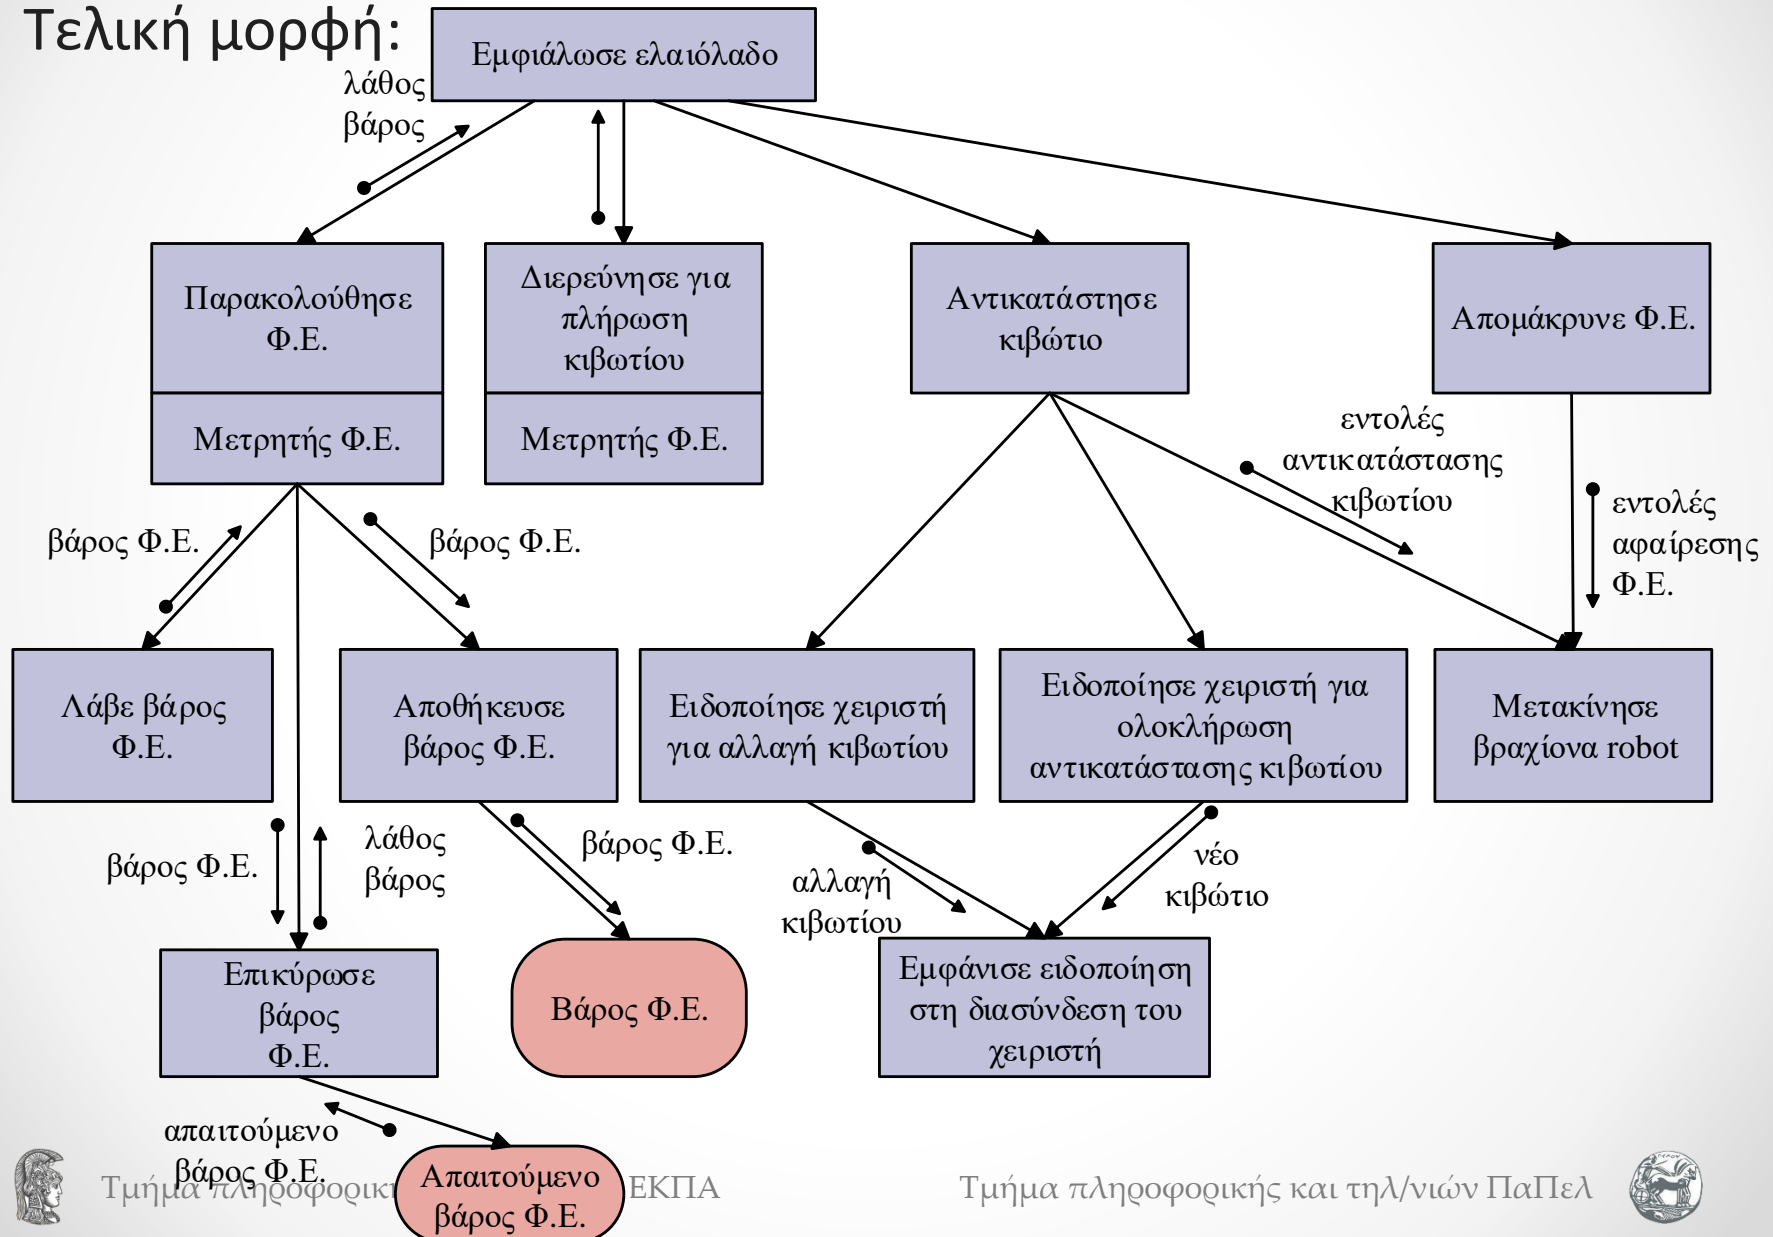 Τελική μορφή:
Εμφιάλωσε ελαιόλαδο
λάθος
βάρος
Παρακολούθησε
Φ.Ε.
Μετρητής Φ.Ε.
Διερεύνησε για
πλήρωση
κιβωτίου
Μετρητής Φ.Ε.
Αντικατάστησε
κιβώτιο
Απομάκρυνε Φ.Ε.
εντολές
αντικατάστασης
κιβωτίου
εντολές
αφαίρεσης
Φ.Ε.
βάρος Φ.Ε.
βάρος Φ.Ε.
Λάβε βάρος
Φ.Ε.
Αποθήκευσε
βάρος Φ.Ε.
Ειδοποίησε χειριστή
για αλλαγή κιβωτίου
Ειδοποίησε χειριστή για
ολοκλήρωση
αντικατάστασης κιβωτίου
Μετακίνησε
βραχίονα robot
βάρος Φ.Ε.
λάθος
βάρος
βάρος Φ.Ε.
αλλαγή
κιβωτίου
νέο
κιβώτιο
Επικύρωσε
βάρος
Φ.Ε.
Βάρος Φ.Ε.
Εμφάνισε ειδοποίηση
στη διασύνδεση του
χειριστή
απαιτούμενο
βάρος Φ.Ε.
Απαιτούμενο
βάρος Φ.Ε.
Τμήμα πληροφορικ ΕΚΠΑ
Τμήμα πληροφορικής και τηλ/νιών ΠαΠελ